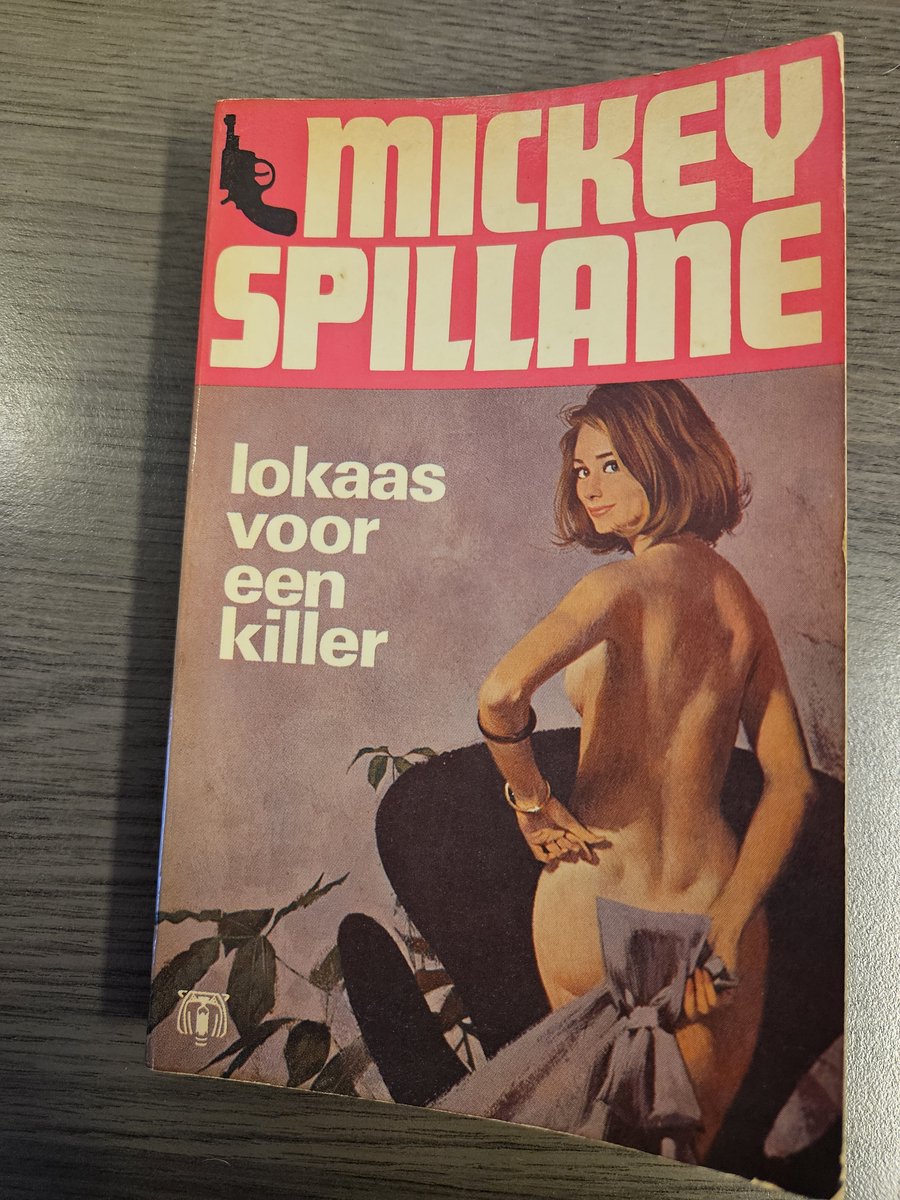 MICKEY
SPILLANE
lokaas
voor
een
killer